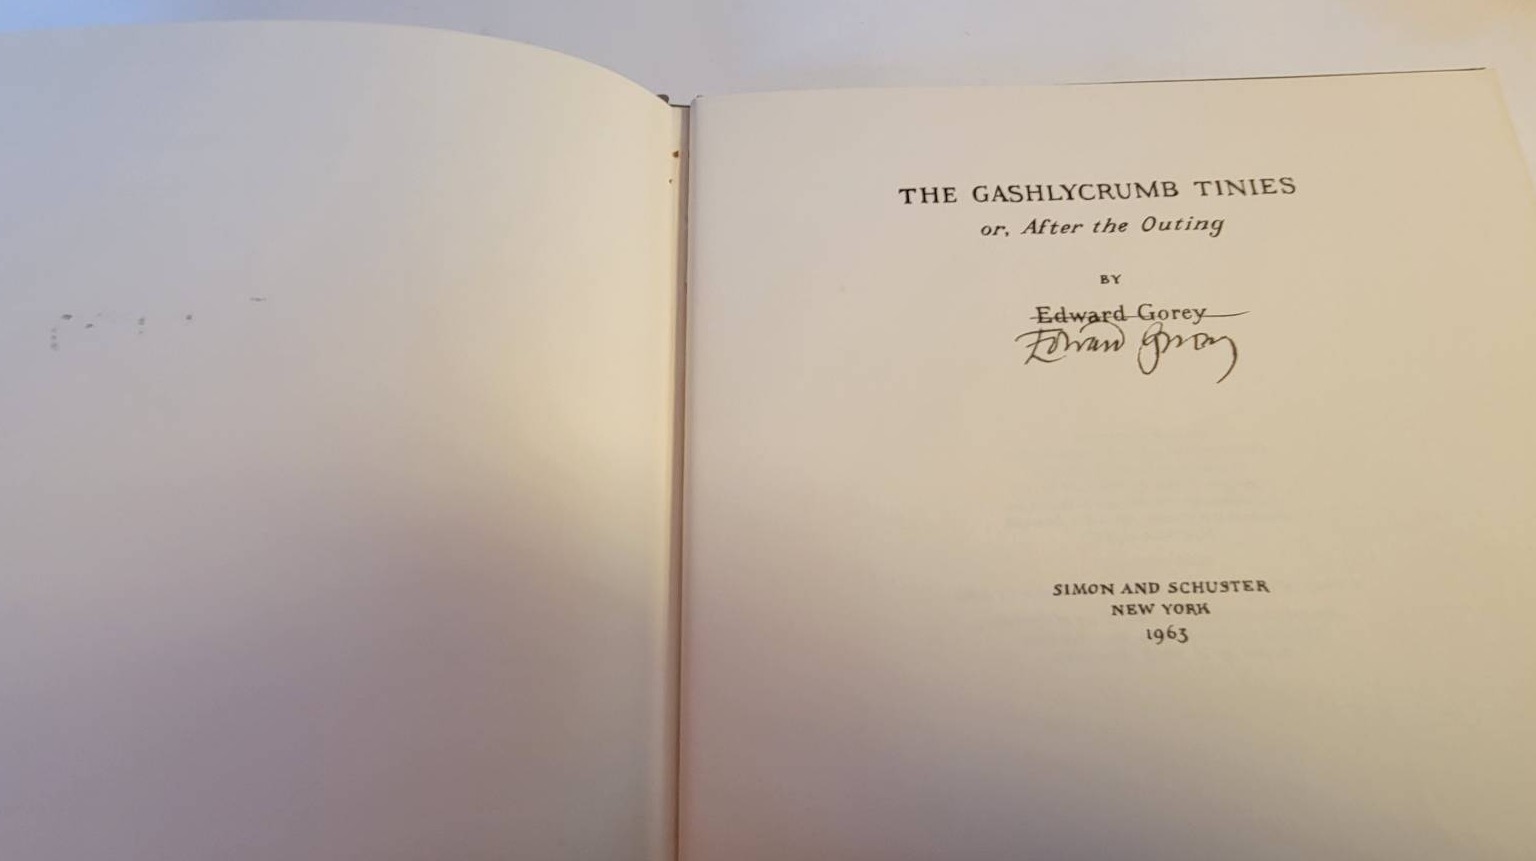 THE GASHLYCRUMB TINIES
or, After the Outing
BY
Edward Gorey
Edward Gorey
SIMON AND SCHUSTER
NEW YORK
1963